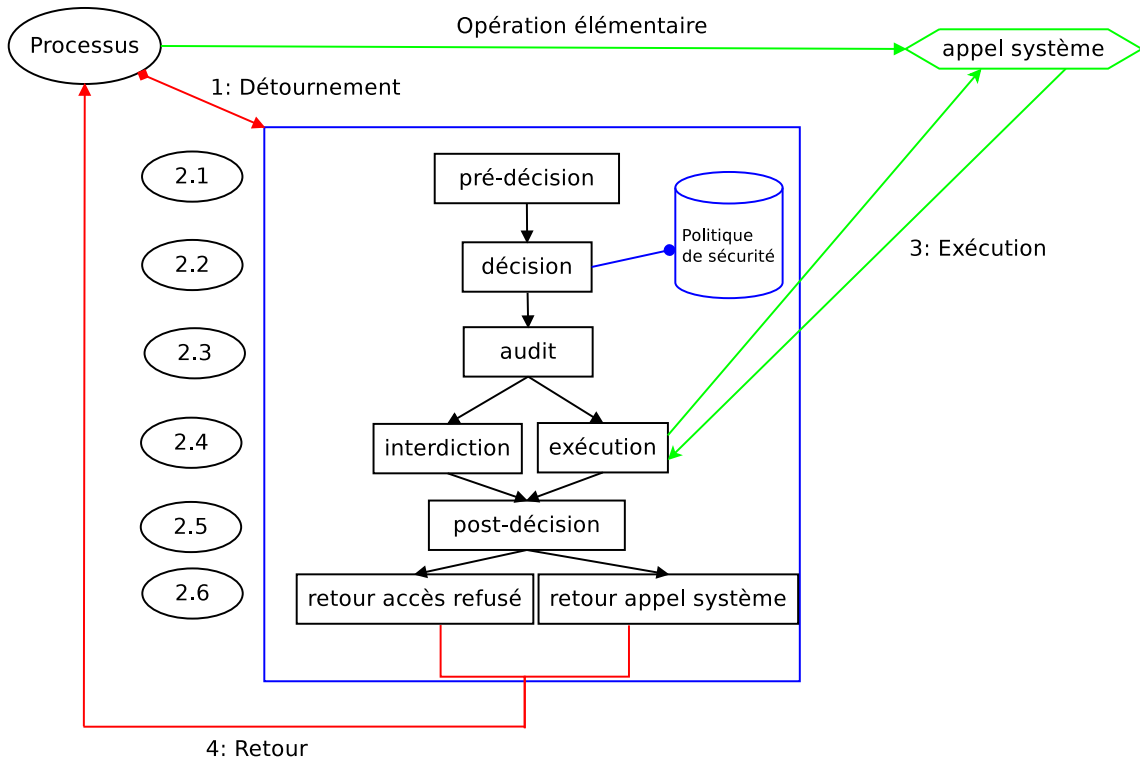 Opération élémentaire
Processus
appel système
1: Détournement
2.1
pré-décision
Politique
de sécurité
2.2
décision
3: Exécution
2.3
audit
2.4
interdiction
exécution
2.5
post-décision
2.6
retour accès refusé
retour appel système
4: Retour